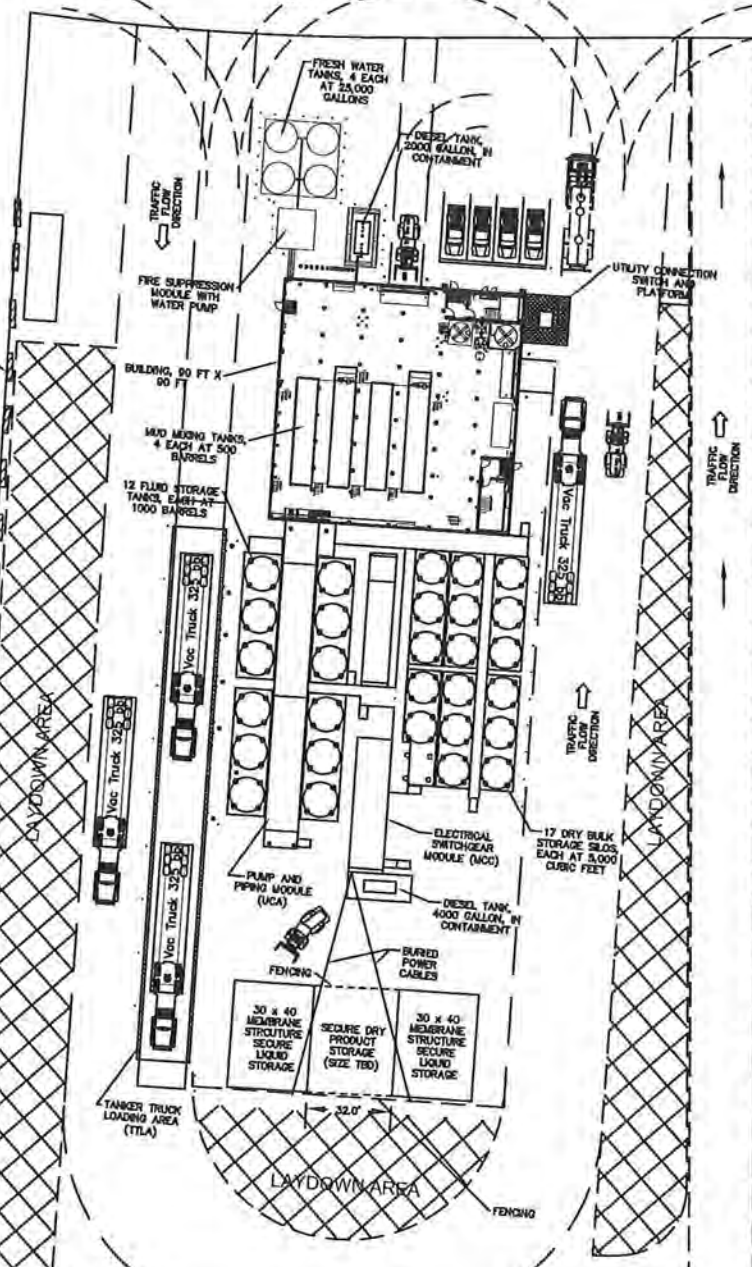 FRESH WATER
TANKS, 4 EACH
AT 25,000
GALLONS
DIESEL TANK,
2000 GALLON, IN
CONTAINMENT
TRAFFIC
FLOW
DIRECTION
FIRE SUPPRESSION
MODULE WITH
WATER PUMP
UTILITY CONNECTION
SWITCH AND
PLATFORM
BUILDING, 90 FT X
90 FT
MUD MIXING TANKS,
4 EACH AT 500
BARRELS
12 FLUID STORAGE
TANKS, EACH AT
1000 BARRELS
TRAFFIC
FLOW
DIRECTION
Vac Truck 325 bbl
Vac Truck 325 bbl
Vac Truck 325 bbl
Vac Truck 325 bbl
LAYDOWN AREA
LAYDOWN AREA
TRAFFIC
FLOW
DIRECTION
ELECTRICAL
SWITCHGEAR
MODULE (MCC)
17 DRY BULK
STORAGE SILOS,
EACH AT 5,000
CUBIC FEET
PUMP AND
PIPING MODULE
(UCA)
DIESEL TANK,
4000 GALLON, IN
CONTAINMENT
BURIED
POWER
CABLES
FENCING
30 x 40
MEMBRANE
STRCUTURE
SECURE
LIQUID
STORAGE
SECURE DRY
PRODUCT
STORAGE
(SIZE TBD)
30 x 40
MEMBRANE
STRUCTURE
SECURE
LIQUID
STORAGE
TANKER TRUCK
LOADING AREA
(TTLA)
32.0'
LAYDOWN AREA
FENCING